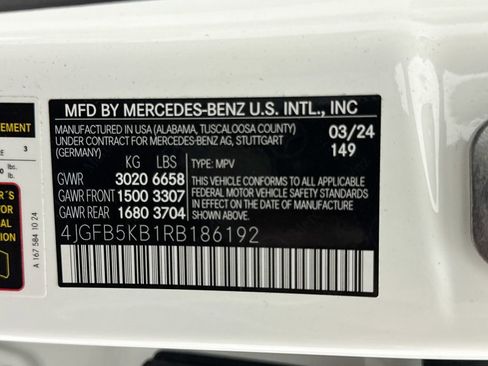 MFD BY MERCEDES-BENZ U.S. INTL., INC
MANUFACTURED IN USA (ALABAMA, TUSCALOOSA COUNTY)
UNDER CONTRACT FOR MERCEDES-BENZ AG, STUTTGART
(GERMANY)
03/24
149
KG LBS
TYPE: MPV
GVWR 3020 6658
GAWR FRONT 1500 3307
GAWR REAR 1680 3704
THIS VEHICLE CONFORMS TO ALL APPLICABLE
FEDERAL MOTOR VEHICLE SAFETY STANDARDS
IN EFFECT ON THE DATE OF MANUFACTURE
SHOWN ABOVE.
4JGFB5KB1RB186192
EMENT
3
lbs.
lbs.
A 167 584 10 24